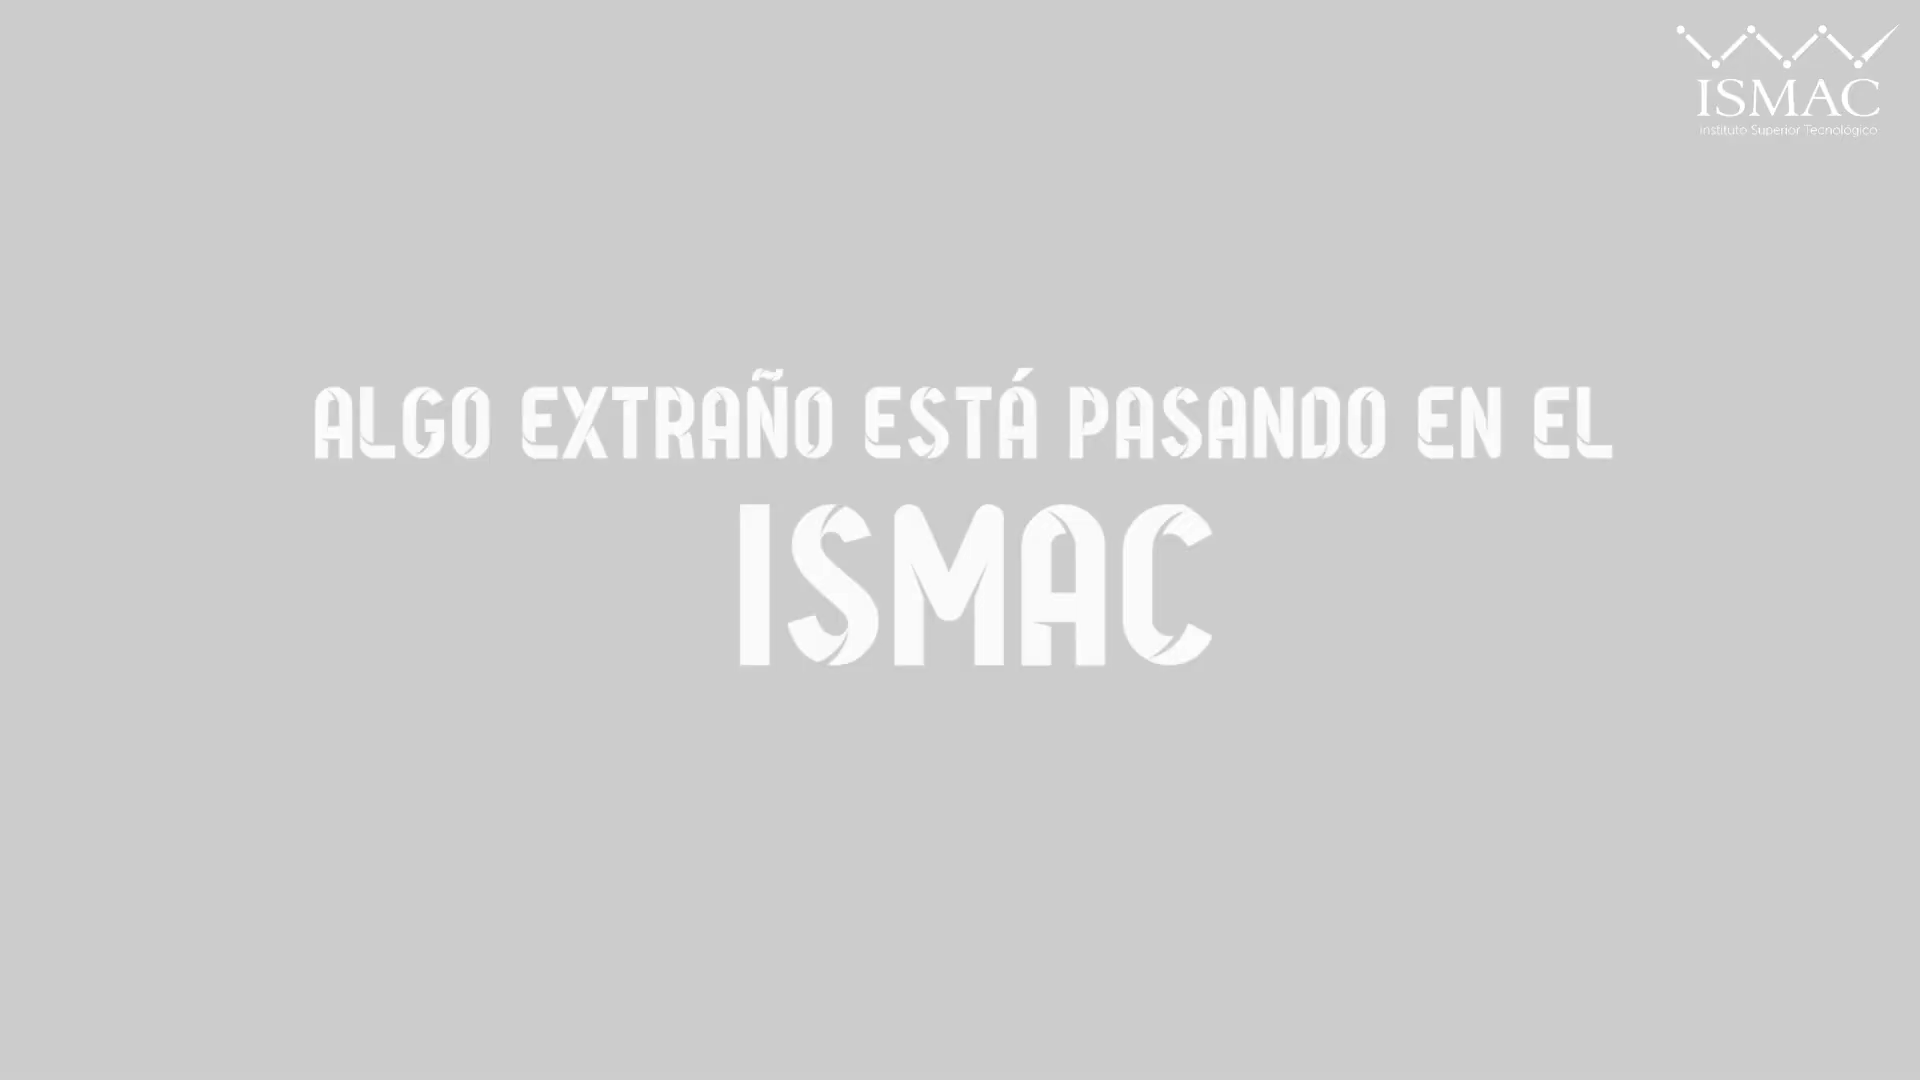 ISMAC
Instituto Superior Tecnológico
ALGO EXTRAÑO ESTÁ PASANDO EN EL
ISMAC